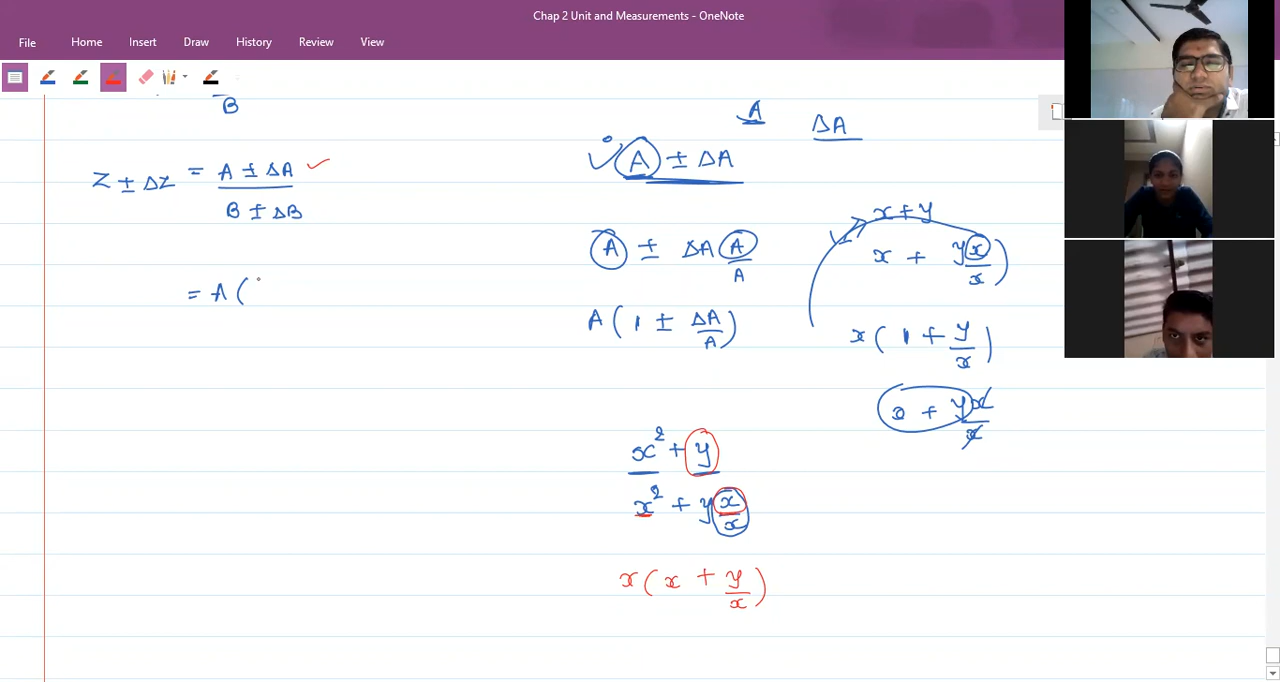 Chap 2 Unit and Measurements - OneNote
File Home Insert Draw History Review View
B
Z ± ΔZ = A ± ΔA ✓
B ± ΔB
= A (
A ΔA
✓ A ± ΔA
A ± ΔA A
A
A ( 1 ± ΔA )
A
x + y
x + y x )
x
x ( 1 + y )
x
x + y x
x
x² + y
x² + y x
x
x ( x + y )
x